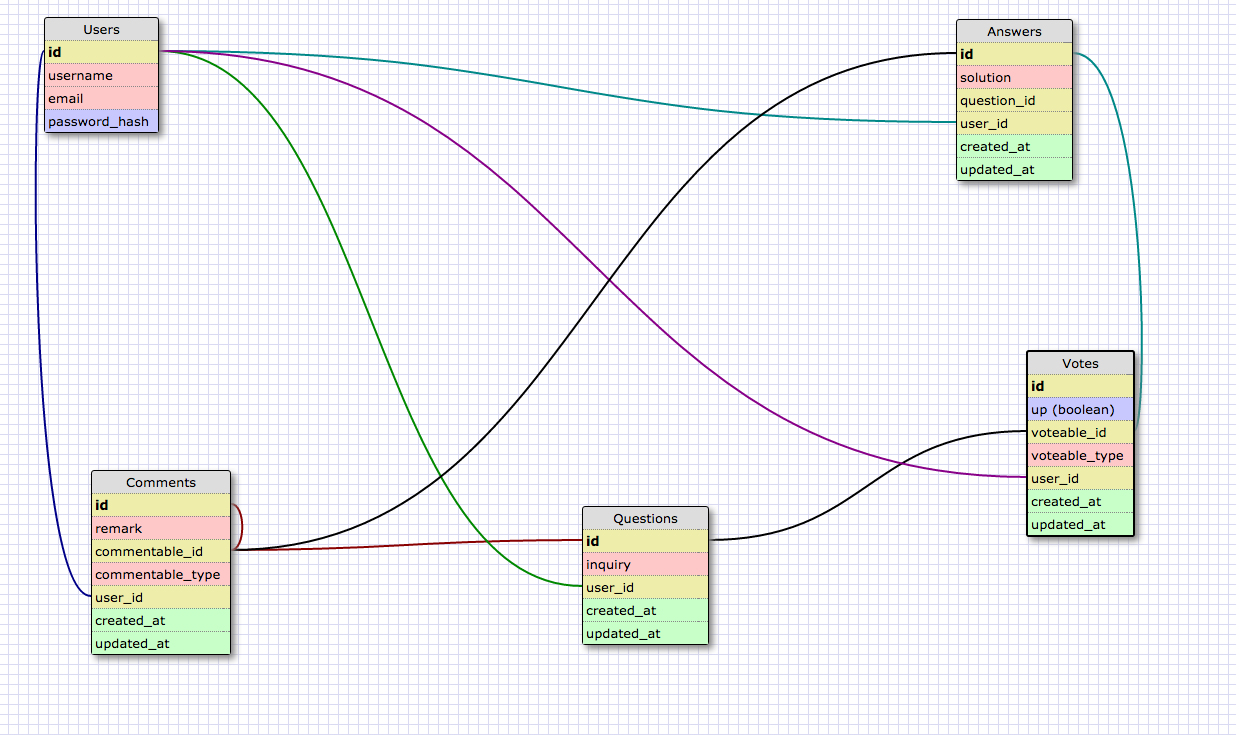 Users
id
username
email
password_hash
Answers
id
solution
question_id
user_id
created_at
updated_at
Votes
id
up (boolean)
voteable_id
voteable_type
user_id
created_at
updated_at
Comments
id
remark
commentable_id
commentable_type
user_id
created_at
updated_at
Questions
id
inquiry
user_id
created_at
updated_at